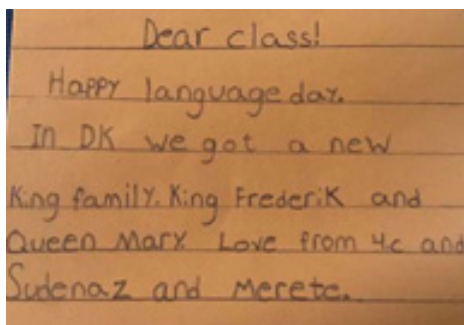 Dear class!
Happy language day.
In DK we got a new
King family. King Frederik and
Queen Mary. Love from 4.c and
Sudenaz and Merete.